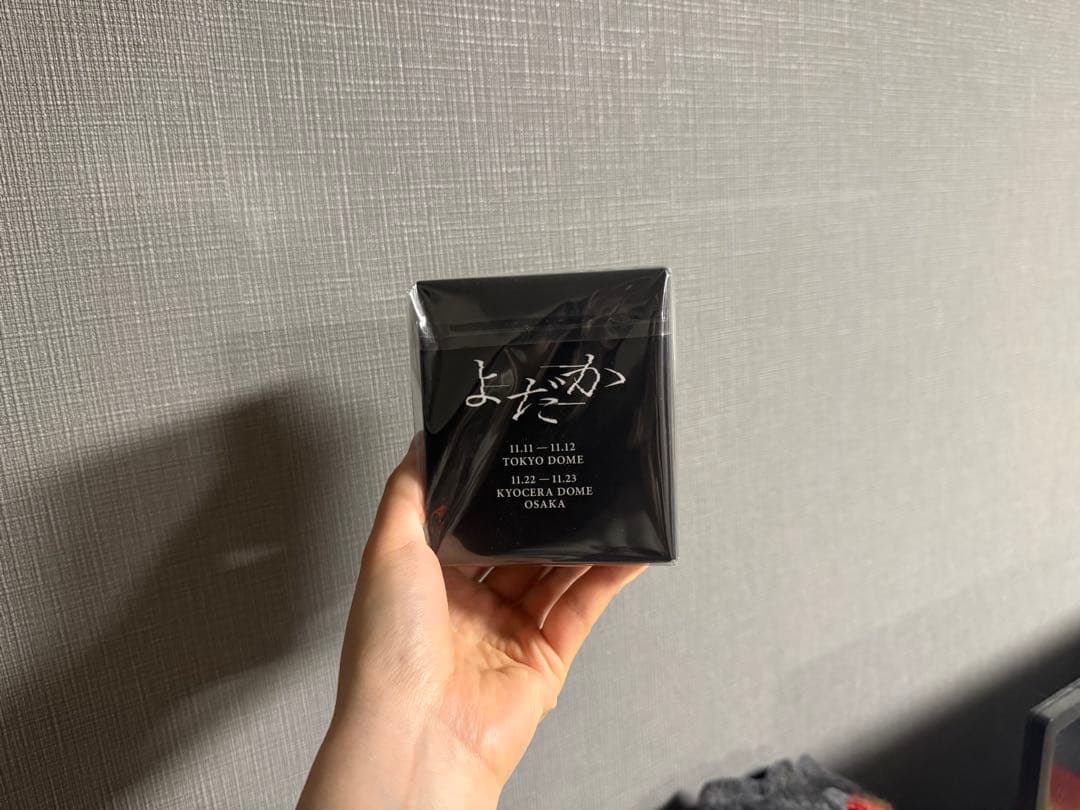 よだか
11.11 — 11.12
TOKYO DOME
11.22 — 11.23
KYOCERA DOME
OSAKA